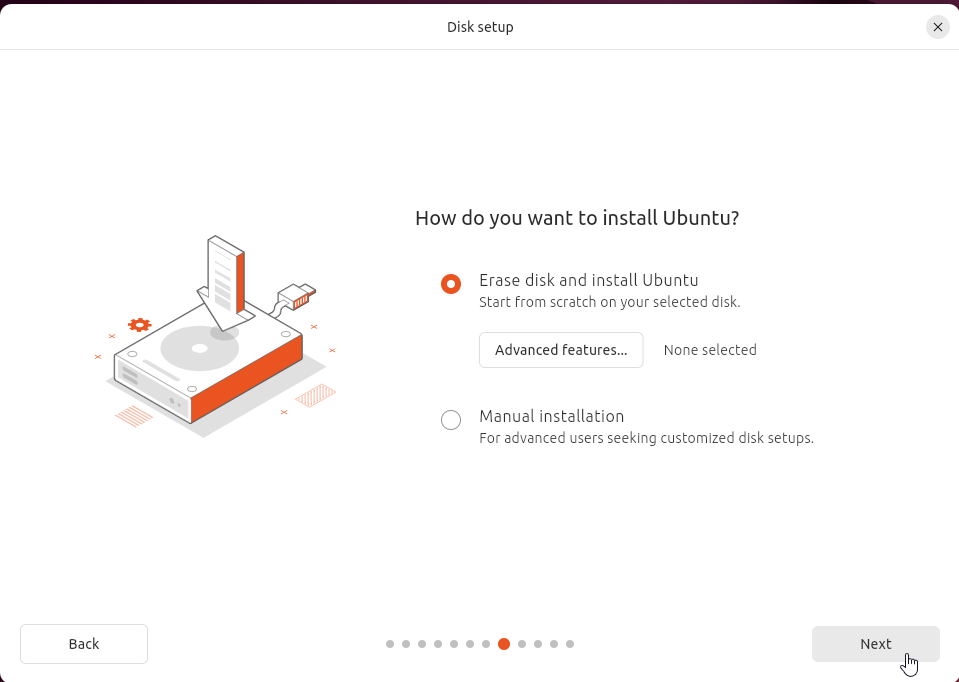 Disk setup
How do you want to install Ubuntu?
Erase disk and install Ubuntu
Start from scratch on your selected disk.
Advanced features... None selected
Manual installation
For advanced users seeking customized disk setups.
Back Next